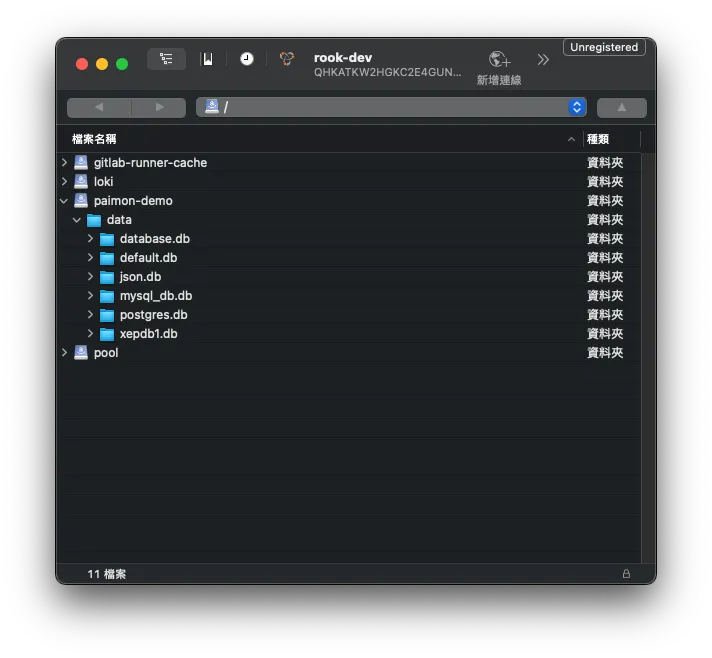 Unregistered
rook-dev
QHKATKW2HGKC2E4GUN...
新增連線
/
檔案名稱 種類
gitlab-runner-cache 資料夾
loki 資料夾
paimon-demo 資料夾
data 資料夾
database.db 資料夾
default.db 資料夾
json.db 資料夾
mysql_db.db 資料夾
postgres.db 資料夾
xepdb1.db 資料夾
pool 資料夾
11 檔案